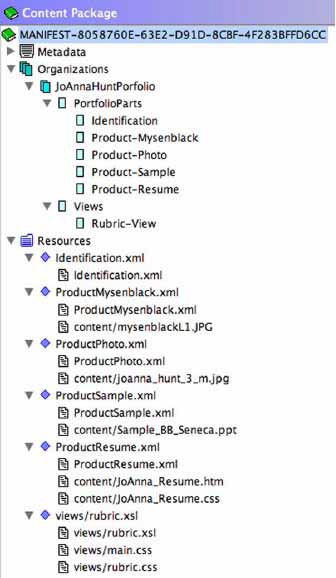 Content Package
MANIFEST-8058760E-63E2-D91D-8CBF-4F283BFFD6CC
Metadata
Organizations
JoAnnaHuntPorfolio
PortfolioParts
Identification
Product-Mysenblack
Product-Photo
Product-Sample
Product-Resume
Views
Rubric-View
Resources
Identification.xml
Identification.xml
ProductMysenblack.xml
ProductMysenblack.xml
content/mysenblackL1.JPG
ProductPhoto.xml
ProductPhoto.xml
content/joanna_hunt_3_m.jpg
ProductSample.xml
ProductSample.xml
content/Sample_BB_Seneca.ppt
ProductResume.xml
ProductResume.xml
content/JoAnna_Resume.htm
content/JoAnna_Resume.css
views/rubric.xsl
views/rubric.xsl
views/main.css
views/rubric.css